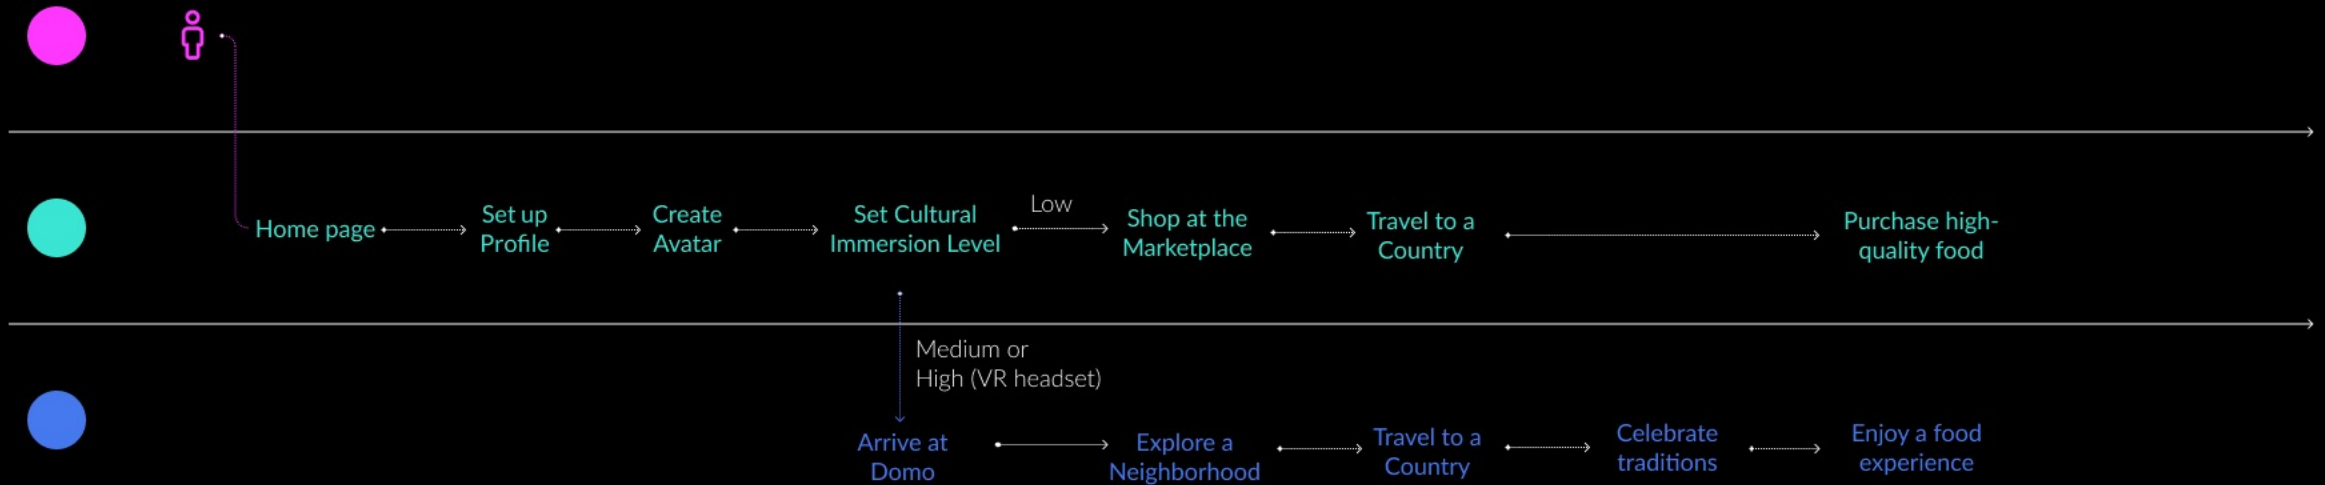 Home page
Set up
Profile
Create
Avatar
Set Cultural
Immersion Level
Low
Shop at the
Marketplace
Travel to a
Country
Purchase high-
quality food
Medium or
High (VR headset)
Arrive at
Domo
Explore a
Neighborhood
Travel to a
Country
Celebrate
traditions
Enjoy a food
experience